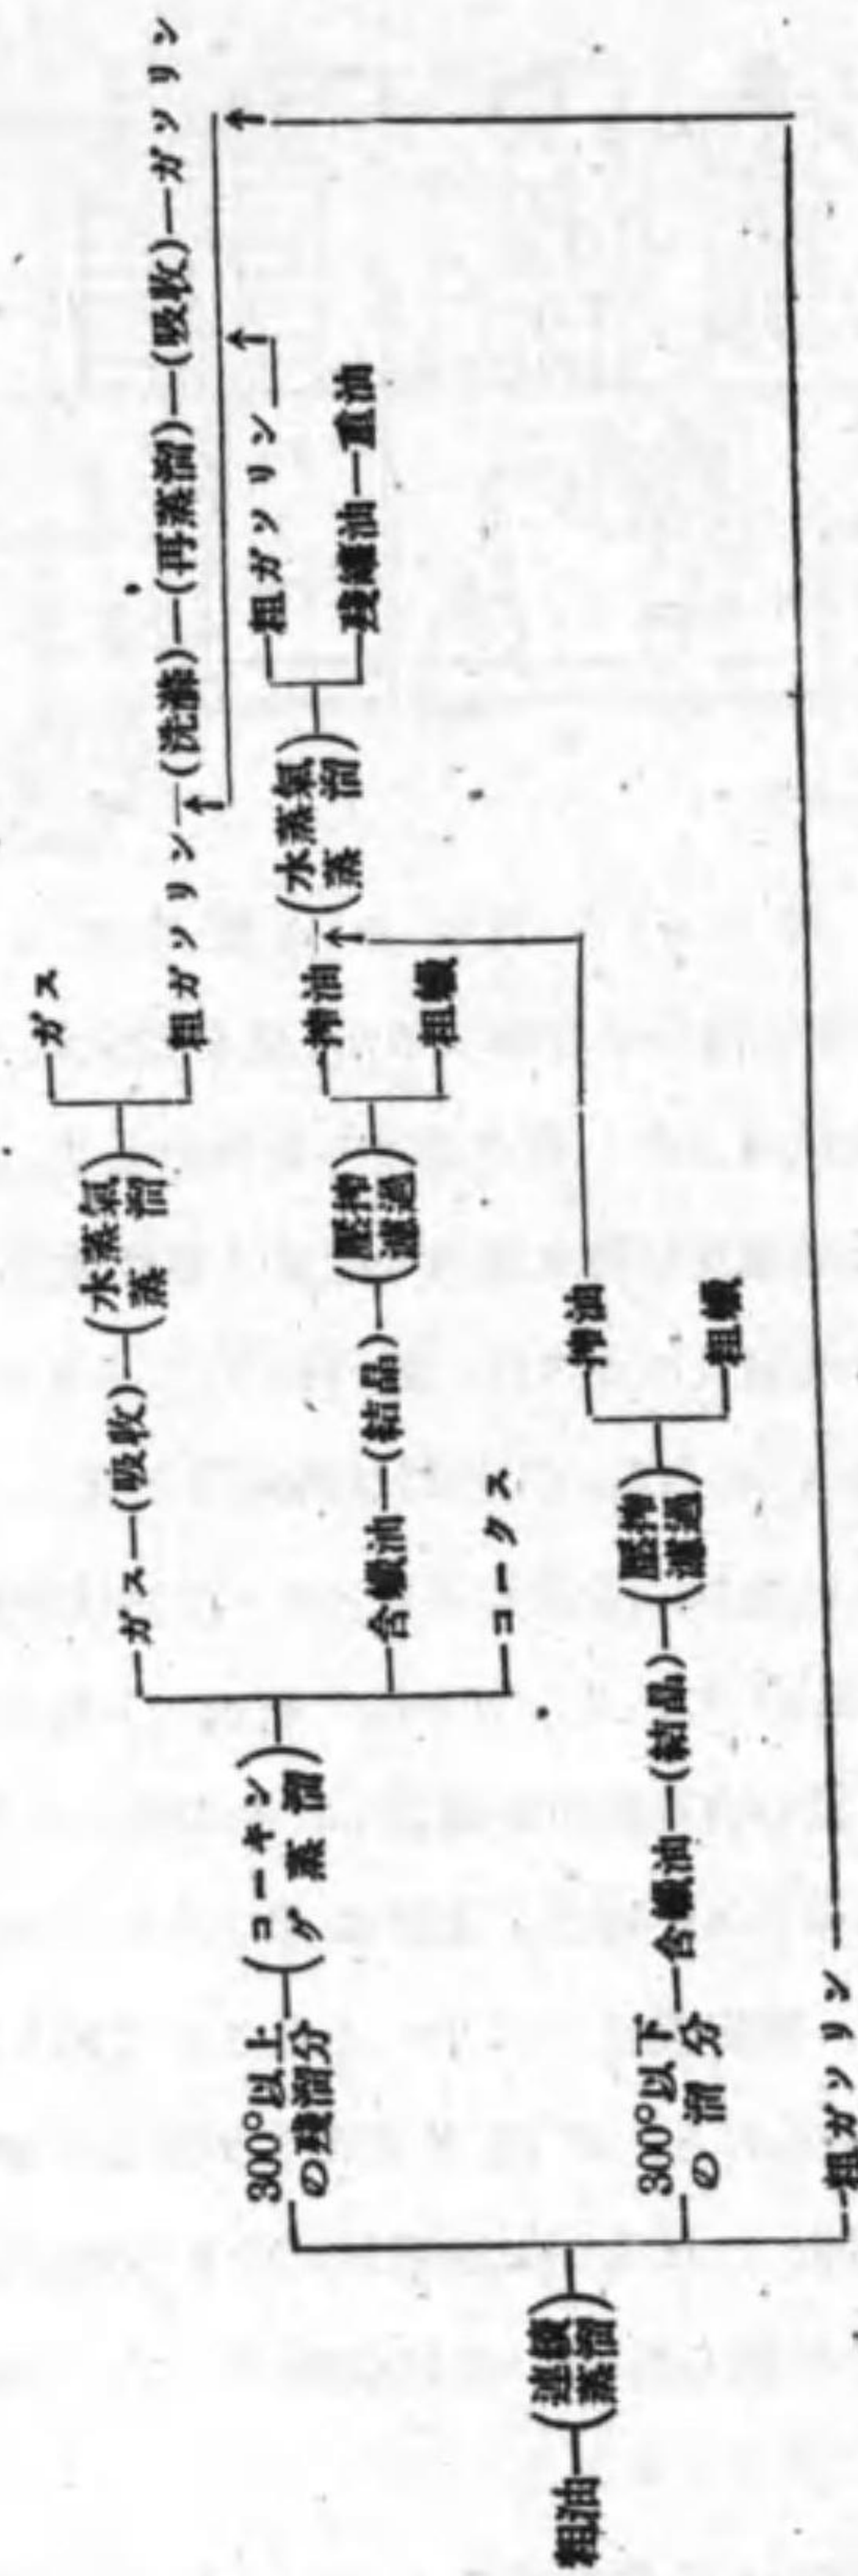 粗油—(連續蒸溜)
300°以上の殘溜分—(コーキング蒸溜)
ガス—(吸收)—(水蒸氣蒸溜)
ガス
粗ガソリン—(洗滌)—(再蒸溜)—(吸收)—ガソリン
含蠟油—(結晶)—(壓搾濾過)
搾油—(水蒸氣蒸溜)
粗ガソリン
殘罐油—重油
粗蠟
コークス
300°以下の溜分—含蠟油—(結晶)—(壓搾濾過)
搾油
粗蠟
粗ガソリン